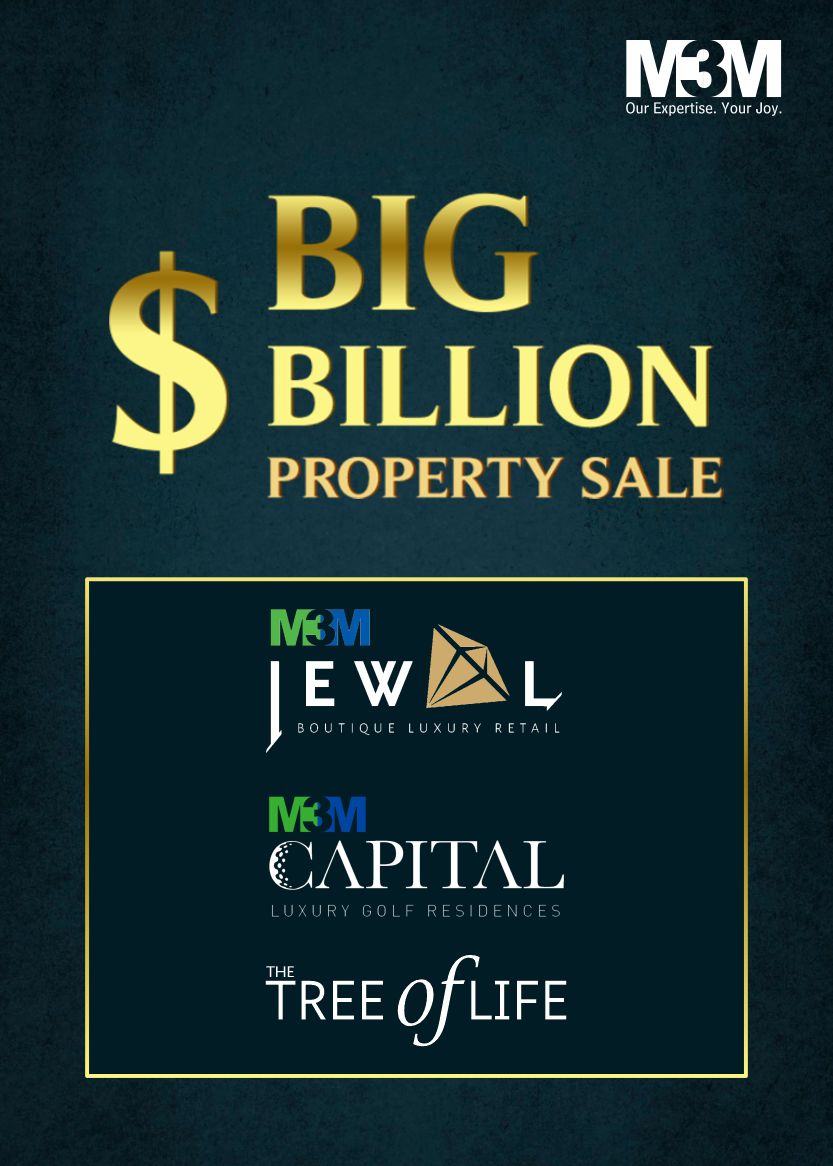 M3M
Our Expertise. Your Joy.
$
BIG
BILLION
PROPERTY SALE
M3M
JEWEL
BOUTIQUE LUXURY RETAIL
M3M
CAPITAL
LUXURY GOLF RESIDENCES
THE
TREE of LIFE